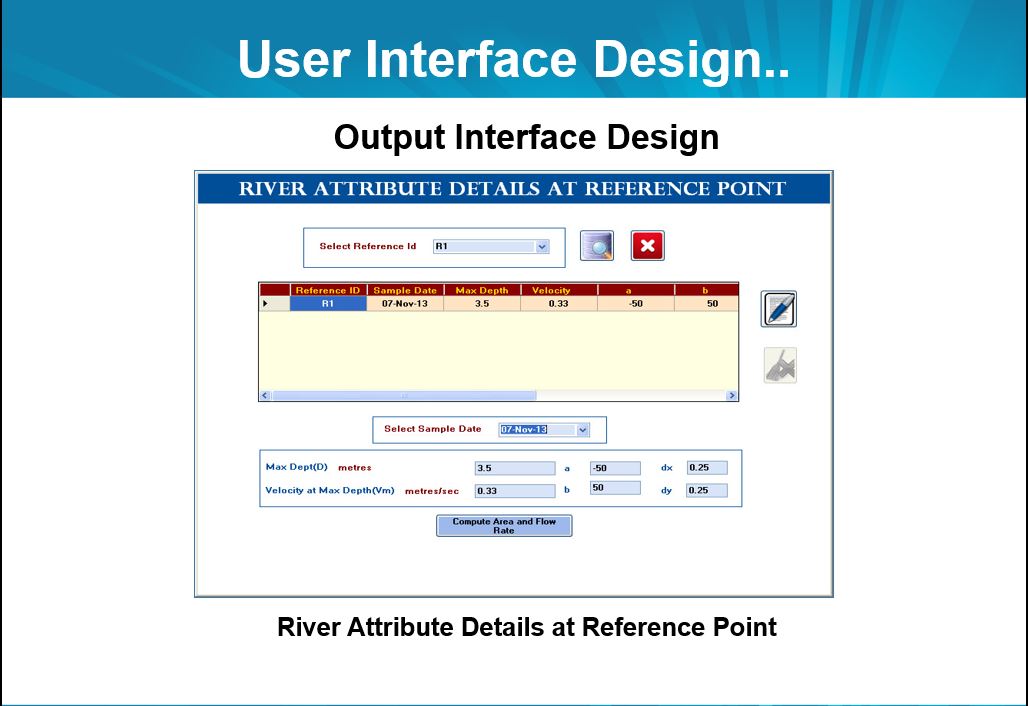 User Interface Design..
Output Interface Design
RIVER ATTRIBUTE DETAILS AT REFERENCE POINT
Select Reference Id R1
Reference ID Sample Date Max Depth Velocity a b
R1 07-Nov-13 3.5 0.33 -50 50
Select Sample Date 07-Nov-13
Max Dept(D) metres 3.5 a -50 dx 0.25
Velocity at Max Depth(Vm) metres/sec 0.33 b 50 dy 0.25
Compute Area and Flow
Rate
River Attribute Details at Reference Point